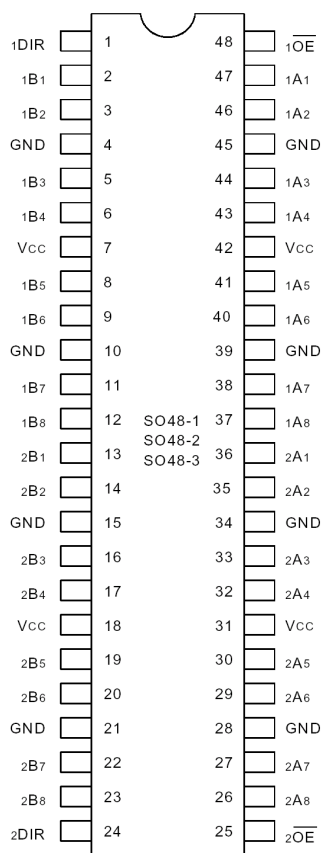 1DIR 1 48 1O̅E̅
1B1 2 47 1A1
1B2 3 46 1A2
GND 4 45 GND
1B3 5 44 1A3
1B4 6 43 1A4
VCC 7 42 VCC
1B5 8 41 1A5
1B6 9 40 1A6
GND 10 39 GND
1B7 11 38 1A7
1B8 12 SO48-1 37 1A8
SO48-2
2B1 13 SO48-3 36 2A1
2B2 14 35 2A2
GND 15 34 GND
2B3 16 33 2A3
2B4 17 32 2A4
VCC 18 31 VCC
2B5 19 30 2A5
2B6 20 29 2A6
GND 21 28 GND
2B7 22 27 2A7
2B8 23 26 2A8
2DIR 24 25 2O̅E̅